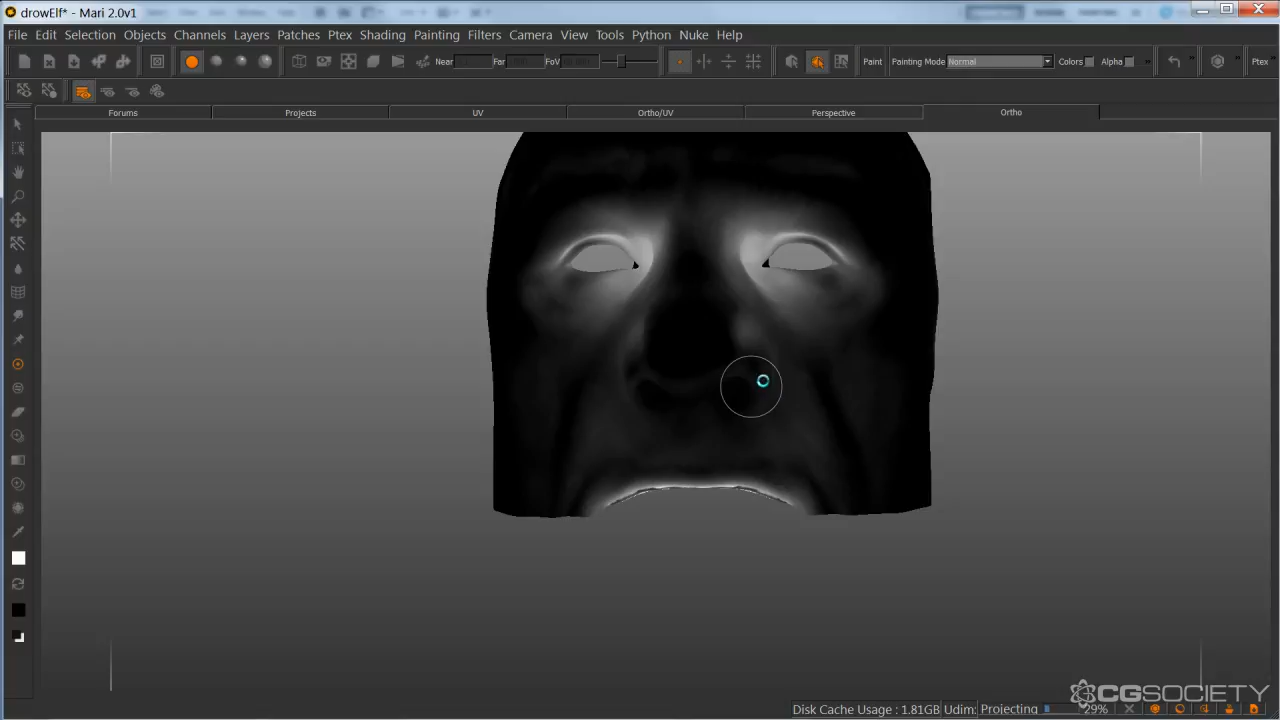 drowElf* - Mari 2.0v1
File Edit Selection Objects Channels Layers Patches Ptex Shading Painting Filters Camera View Tools Python Nuke Help
Near Far FoV Paint Painting Mode Normal Colors Alpha Ptex
Forums Projects UV Ortho/UV Perspective Ortho
CGSOCIETY
Disk Cache Usage : 1.81GB Udim: Projecting 29%